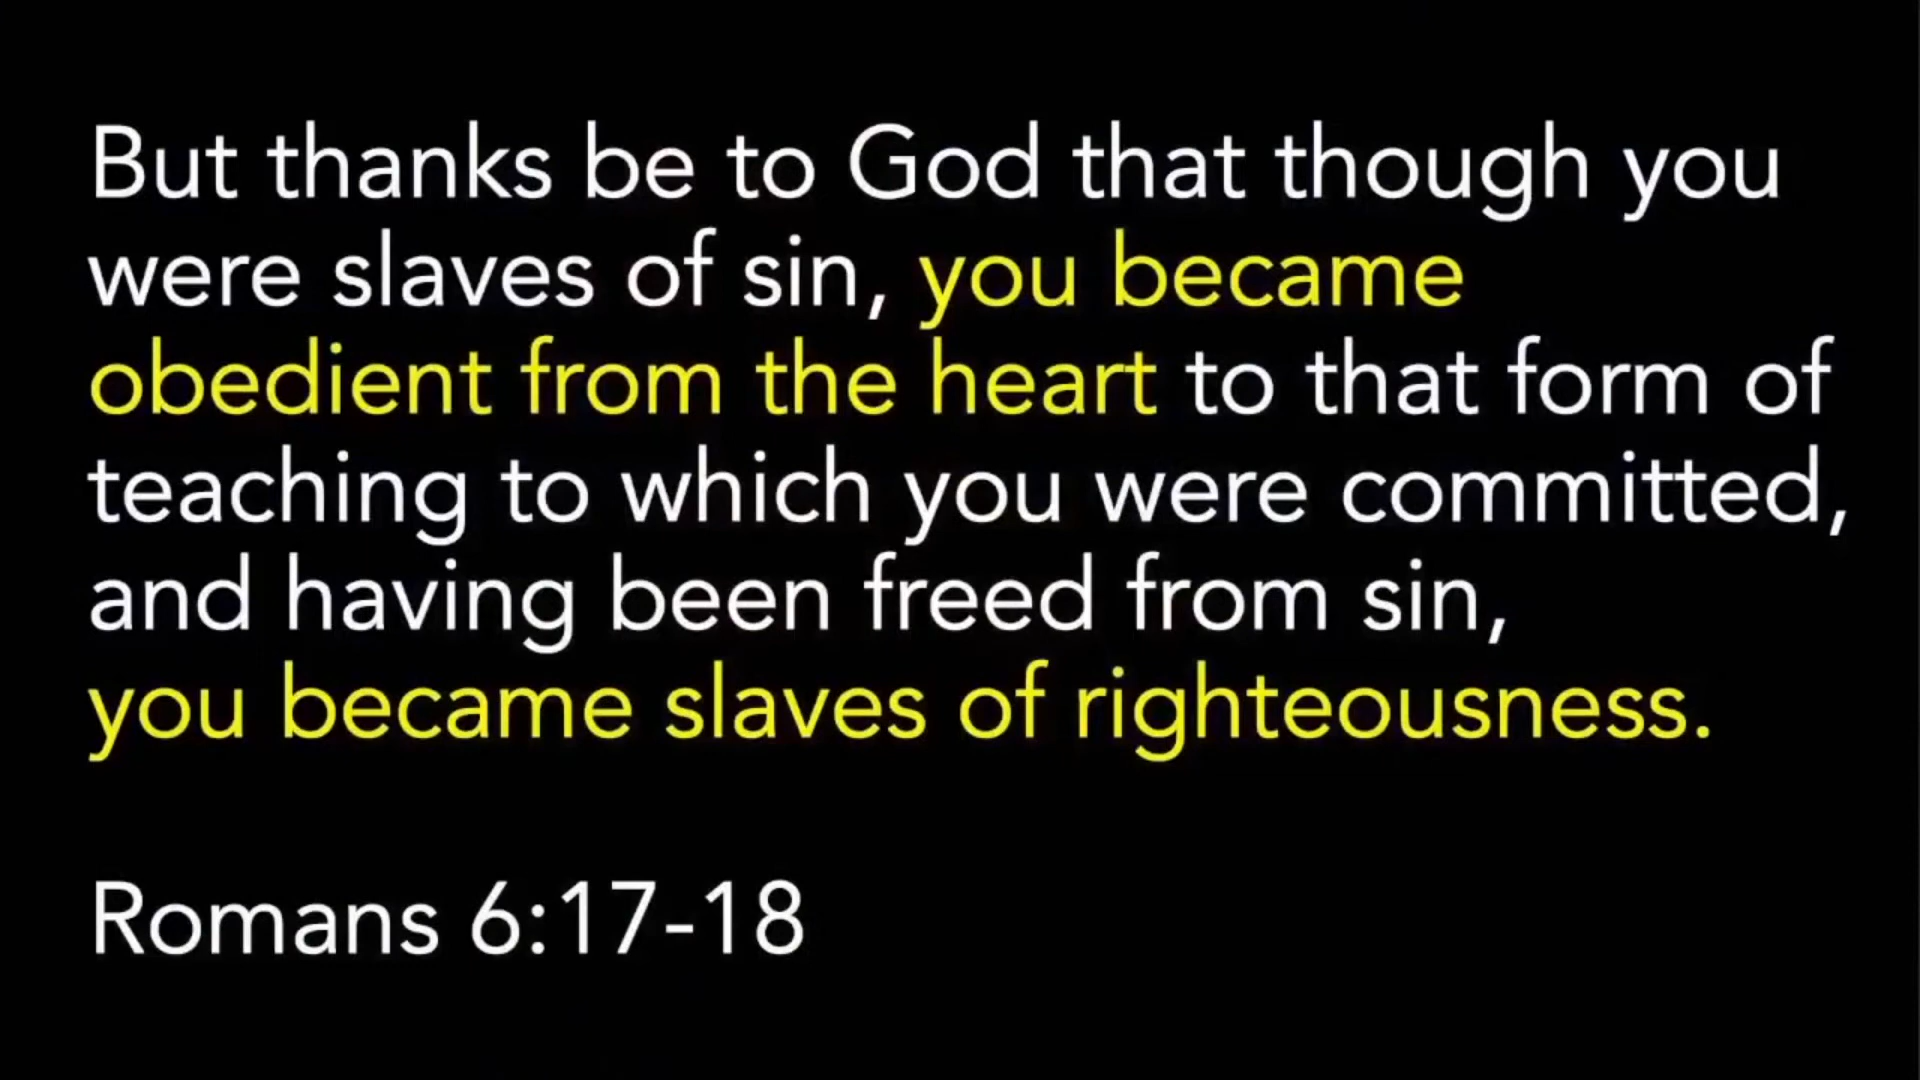 But thanks be to God that though you
were slaves of sin, you became
obedient from the heart to that form of
teaching to which you were committed,
and having been freed from sin,
you became slaves of righteousness.
Romans 6:17-18